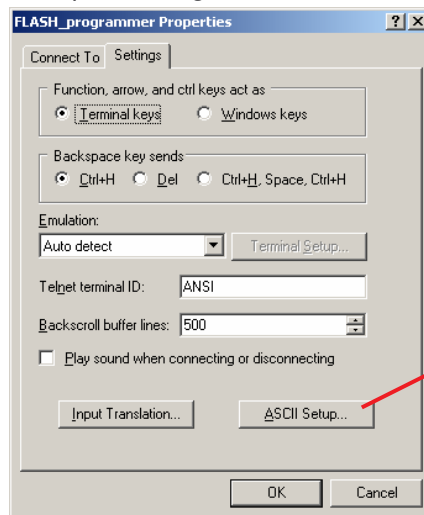 FLASH_programmer Properties
Connect To Settings
Function, arrow, and ctrl keys act as
Terminal keys Windows keys
Backspace key sends
Ctrl+H Del Ctrl+H, Space, Ctrl+H
Emulation:
Auto detect Terminal Setup...
Telnet terminal ID: ANSI
Backscroll buffer lines: 500
Play sound when connecting or disconnecting
Input Translation... ASCII Setup...
OK Cancel